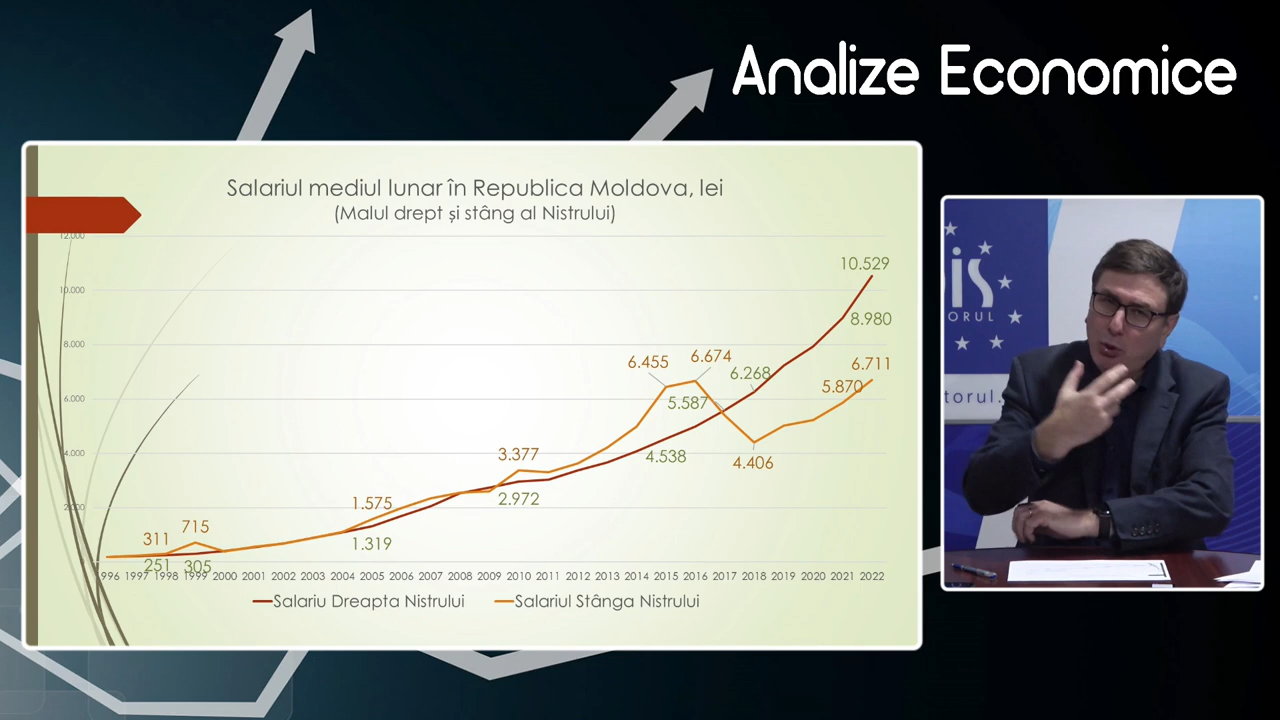 Analize Economice
Salariul mediul lunar în Republica Moldova, lei
(Malul drept și stâng al Nistrului)
12.000
10.000
8.000
6.000
4.000
2.000
10.529
8.980
6.455
6.674
6.268
6.711
5.870
5.587
3.377
4.538
4.406
2.972
1.575
1.319
311
715
251
305
1996 1997 1998 1999 2000 2001 2002 2003 2004 2005 2006 2007 2008 2009 2010 2011 2012 2013 2014 2015 2016 2017 2018 2019 2020 2021 2022
Salariu Dreapta Nistrului
Salariul Stânga Nistrului
is
ORUL
torul.